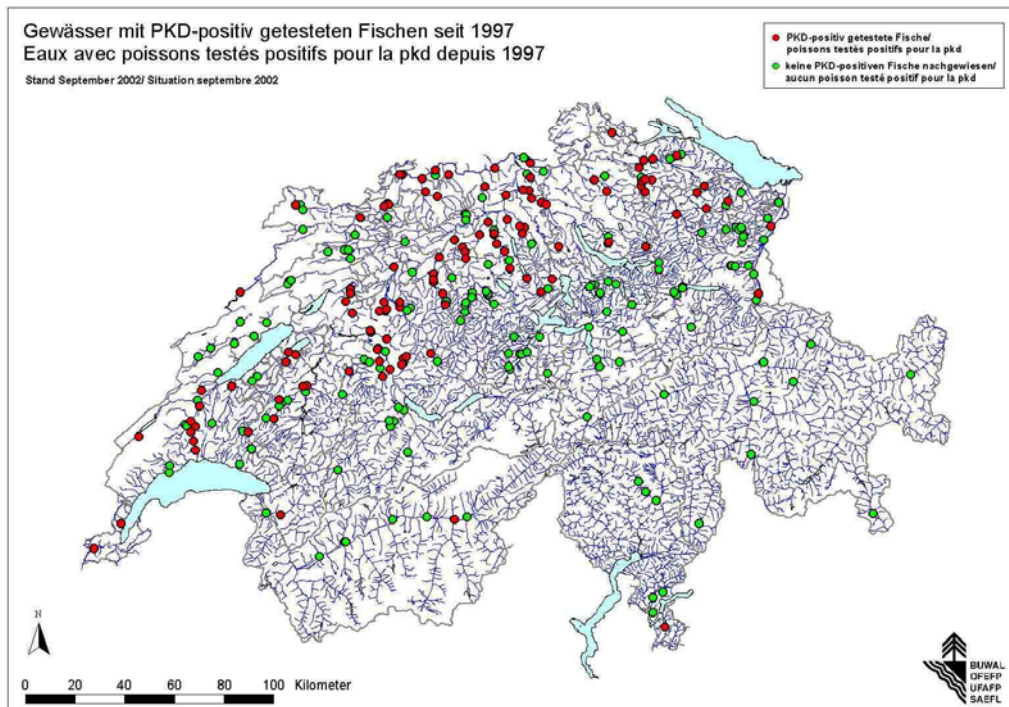 Gewässer mit PKD-positiv getesteten Fischen seit 1997
Eaux avec poissons testés positifs pour la pkd depuis 1997
Stand September 2002/ Situation septembre 2002
PKD-positiv getestete Fische/
poissons testés positifs pour la pkd
keine PKD-positiven Fische nachgewiesen/
aucun poisson testé positif pour la pkd
N
0 20 40 60 80 100 Kilometer
BUWAL
OFEFP
UFAFP
SAEFL